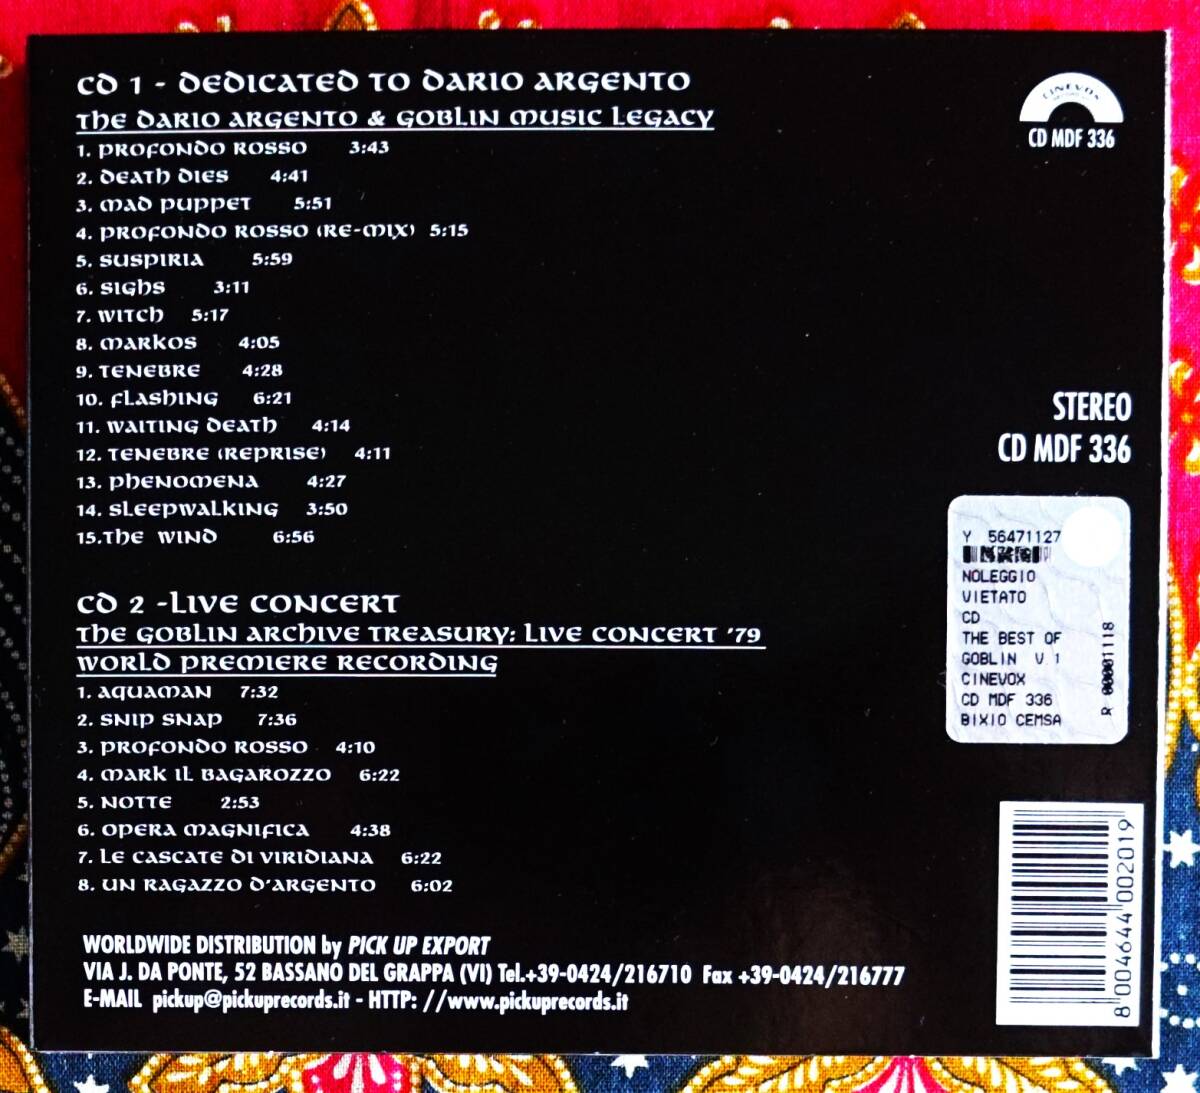 CD 1 - DEDICATED TO DARIO ARGENTO
THE DARIO ARGENTO & GOBLIN MUSIC LEGACY
1. PROFONDO ROSSO 3:43
2. DEATH DIES 4:41
3. MAD PUPPET 5:51
4. PROFONDO ROSSO (RE-MIX) 5:15
5. SUSPIRIA 5:59
6. SIGHS 3:11
7. WITCH 5:17
8. MARKOS 4:05
9. TENEBRE 4:28
10. FLASHING 6:21
11. WAITING DEATH 4:14
12. TENEBRE (REPRISE) 4:11
13. PHENOMENA 4:27
14. SLEEPWALKING 3:50
15.THE WIND 6:56
CD 2 -LIVE CONCERT
THE GOBLIN ARCHIVE TREASURY: LIVE CONCERT '79
WORLD PREMIERE RECORDING
1. AQUAMAN 7:32
2. SNIP SNAP 7:36
3. PROFONDO ROSSO 4:10
4. MARK IL BAGAROZZO 6:22
5. NOTTE 2:53
6. OPERA MAGNIFICA 4:38
7. LE CASCATE DI VIRIDIANA 6:22
8. UN RAGAZZO D'ARGENTO 6:02
WORLDWIDE DISTRIBUTION by PICK UP EXPORT
VIA J. DA PONTE, 52 BASSANO DEL GRAPPA (VI) Tel.+39-0424/216710 Fax +39-0424/216777
E-MAIL pickup@pickuprecords.it - HTTP: //www.pickuprecords.it
CINEVOX
CD MDF 336
STEREO
CD MDF 336
Y 56471127
NOLEGGIO
VIETATO
CD
THE BEST OF
GOBLIN V.1
CINEVOX
CD MDF 336
BIXIO CEMSA
R 00001118
8 004644 002019